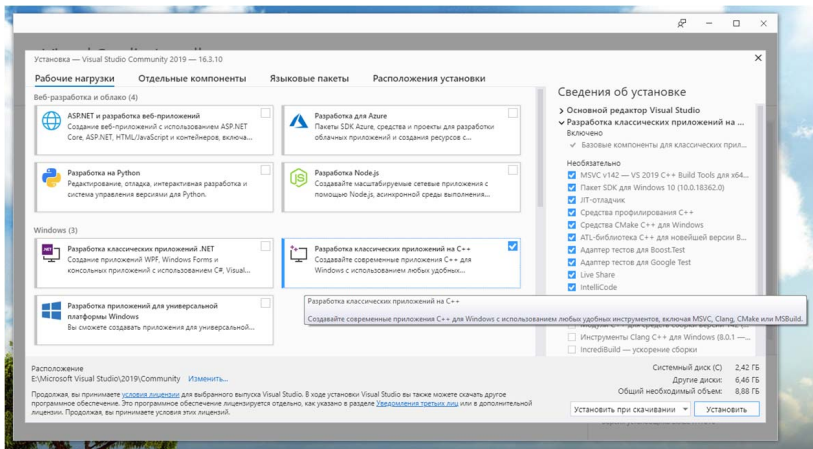 Установка — Visual Studio Community 2019 — 16.3.10
Рабочие нагрузки
Отдельные компоненты
Языковые пакеты
Расположения установки
Веб-разработка и облако (4)
ASP.NET и разработка веб-приложений
Создание веб-приложений с использованием ASP.NET
Core, ASP.NET, HTML/JavaScript и контейнеров, включа...
Разработка для Azure
Пакеты SDK Azure, средства и проекты для разработки
облачных приложений и создания ресурсов с...
Разработка на Python
Редактирование, отладка, интерактивная разработка и
система управления версиями для Python.
Разработка Node.js
Создавайте масштабируемые сетевые приложения с
помощью Node.js, асинхронной среды выполнения...
Windows (3)
Разработка классических приложений .NET
Создание приложений WPF, Windows Forms и
консольных приложений с использованием C#, Visual...
Разработка классических приложений на C++
Создавайте современные приложения C++ для
Windows с использованием любых удобных...
Разработка приложений для универсальной
платформы Windows
Вы сможете создавать приложения для универсальной...
Разработка классических приложений на C++
Создавайте современные приложения C++ для Windows с использованием любых удобных инструментов, включая MSVC, Clang, CMake или MSBuild.
Сведения об установке
Основной редактор Visual Studio
Разработка классических приложений на ...
Включено
Базовые компоненты для классических прил...
Необязательно
MSVC v142 — VS 2019 C++ Build Tools для x64...
Пакет SDK для Windows 10 (10.0.18362.0)
JIT-отладчик
Средства профилирования C++
Средства CMake C++ для Windows
ATL-библиотека C++ для новейшей версии B...
Адаптер тестов для Boost.Test
Адаптер тестов для Google Test
Live Share
IntelliCode
Инструменты Clang C++ для Windows (8.0.1 —...
IncrediBuild — ускорение сборки
Расположение
E:\Microsoft Visual Studio\2019\Community Изменить...
Продолжая, вы принимаете условия лицензии для выбранного выпуска Visual Studio. В ходе установки Visual Studio вы также можете скачать другое
программное обеспечение. Это программное обеспечение лицензируется отдельно, как указано в разделе Уведомления третьих лиц или в дополнительной
лицензии. Продолжая, вы принимаете условия этих лицензий.
Системный диск (C) 2,42 ГБ
Другие диски: 6,46 ГБ
Общий необходимый объем: 8,88 ГБ
Установить при скачивании
Установить